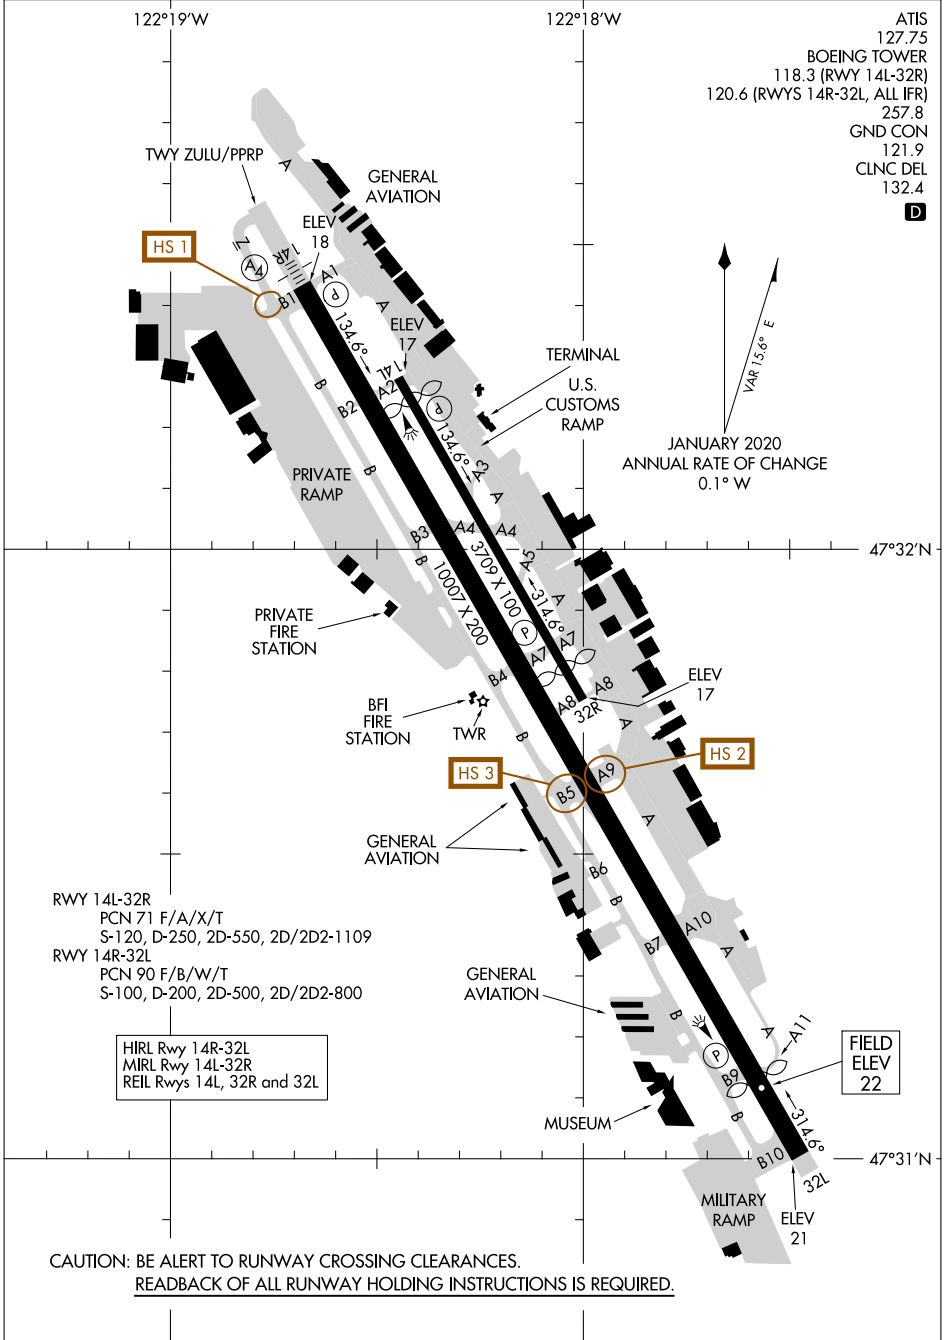 122°19'W
122°18'W
ATIS
127.75
BOEING TOWER
118.3 (RWY 14L-32R)
120.6 (RWYS 14R-32L, ALL IFR)
257.8
GND CON
121.9
CLNC DEL
132.4
D
TWY ZULU/PPRP
A
GENERAL
AVIATION
ELEV
18
HS 1
Z
A4
14R
A1
P
B1
A
134.6°
ELEV
17
VAR 15.6° E
TERMINAL
14L
U.S.
CUSTOMS
RAMP
B
A2
B2
P
134.6°
JANUARY 2020
ANNUAL RATE OF CHANGE
0.1° W
PRIVATE
RAMP
B
A3
A
B3
A4
A4
47°32'N
B
A5
3709 X 100
10007 X 200
314.6°
A
PRIVATE
FIRE
STATION
P
A7
A7
B4
A8
A8
32R
ELEV
17
BFI
FIRE
STATION
TWR
B
A
HS 3
HS 2
A9
B5
A
GENERAL
AVIATION
B6
B
RWY 14L-32R
PCN 71 F/A/X/T
S-120, D-250, 2D-550, 2D/2D2-1109
RWY 14R-32L
PCN 90 F/B/W/T
S-100, D-200, 2D-500, 2D/2D2-800
A10
B7
A
GENERAL
AVIATION
B
A
A11
HIRL Rwy 14R-32L
MIRL Rwy 14L-32R
REIL Rwys 14L, 32R and 32L
P
B9
FIELD
ELEV
22
MUSEUM
B
314.6°
B10
47°31'N
32L
MILITARY
RAMP
ELEV
21
CAUTION: BE ALERT TO RUNWAY CROSSING CLEARANCES.
READBACK OF ALL RUNWAY HOLDING INSTRUCTIONS IS REQUIRED.